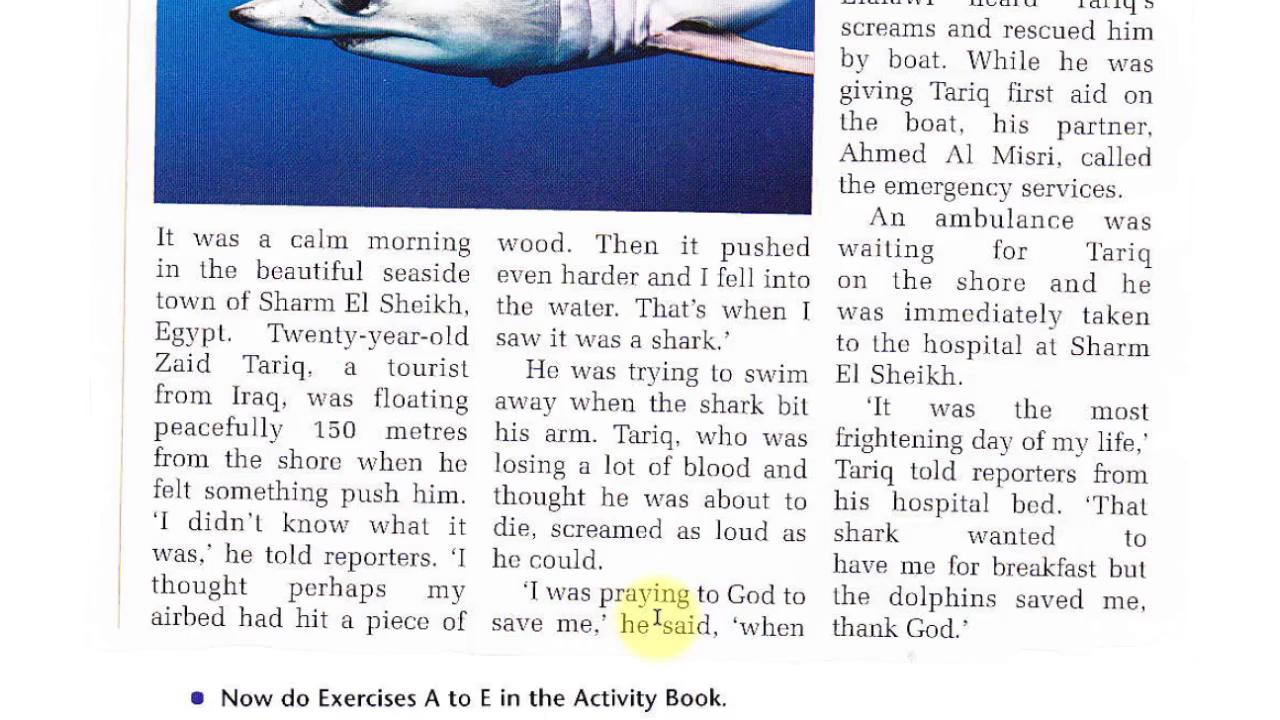 It was a calm morning
in the beautiful seaside
town of Sharm El Sheikh,
Egypt. Twenty-year-old
Zaid Tariq, a tourist
from Iraq, was floating
peacefully 150 metres
from the shore when he
felt something push him.
‘I didn’t know what it
was,’ he told reporters. ‘I
thought perhaps my
airbed had hit a piece of
wood. Then it pushed
even harder and I fell into
the water. That’s when I
saw it was a shark.’
He was trying to swim
away when the shark bit
his arm. Tariq, who was
losing a lot of blood and
thought he was about to
die, screamed as loud as
he could.
‘I was praying to God to
save me,’ he said, ‘when
heard Tariq’s
screams and rescued him
by boat. While he was
giving Tariq first aid on
the boat, his partner,
Ahmed Al Misri, called
the emergency services.
An ambulance was
waiting for Tariq
on the shore and he
was immediately taken
to the hospital at Sharm
El Sheikh.
‘It was the most
frightening day of my life,’
Tariq told reporters from
his hospital bed. ‘That
shark wanted to
have me for breakfast but
the dolphins saved me,
thank God.’
Now do Exercises A to E in the Activity Book.